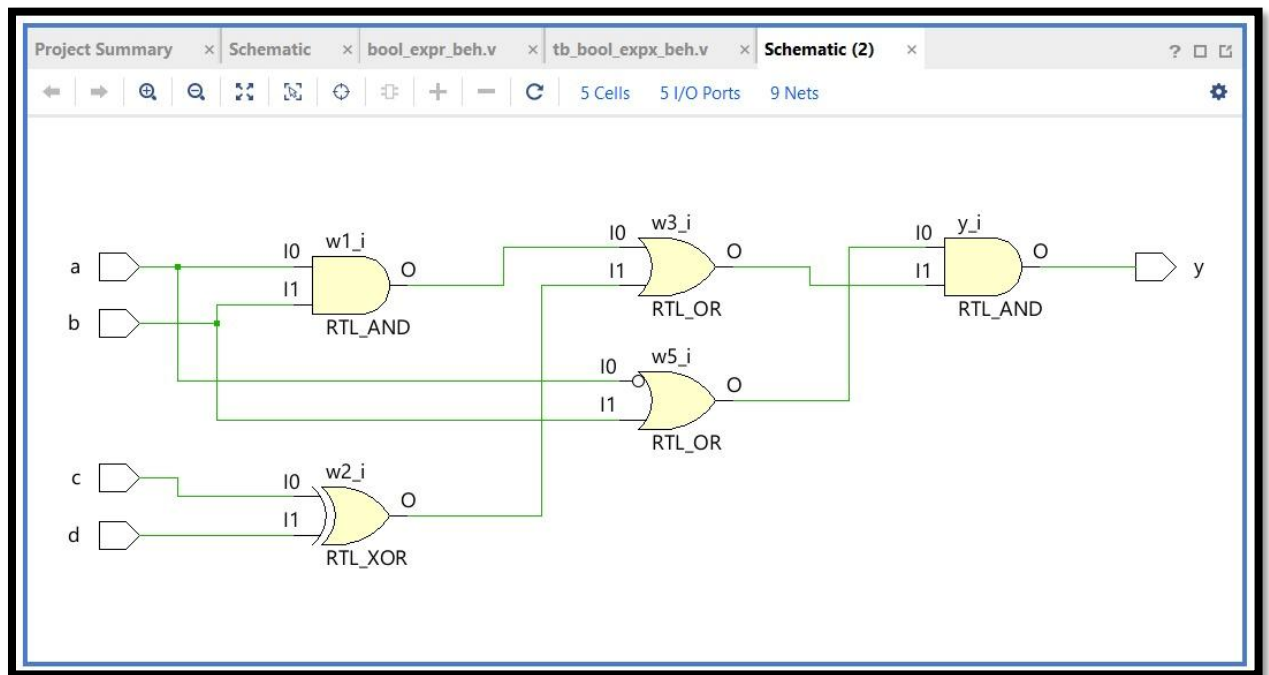 Project Summary × Schematic × bool_expr_beh.v × tb_bool_expx_beh.v × Schematic (2) × ?
5 Cells 5 I/O Ports 9 Nets
a
b
c
d
I0 w1_i
I1
O
RTL_AND
I0 w2_i
I1
O
RTL_XOR
I0 w3_i
I1
O
RTL_OR
I0 w5_i
I1
O
RTL_OR
I0 y_i
I1
O
RTL_AND
y